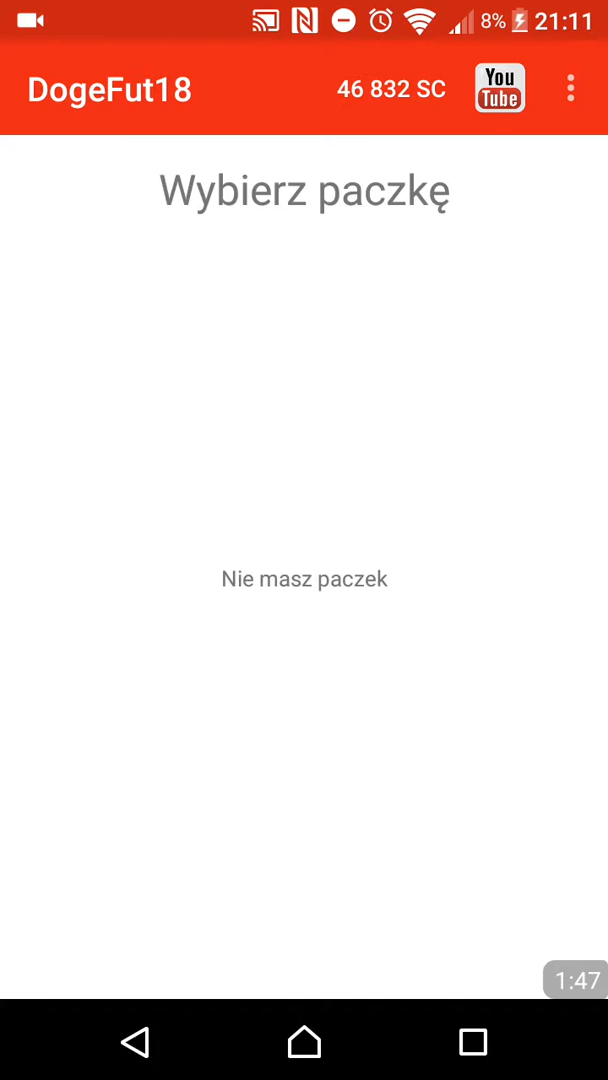 8% 21:11
DogeFut18 46 832 SC You
Tube
Wybierz paczkę
Nie masz paczek
1:47